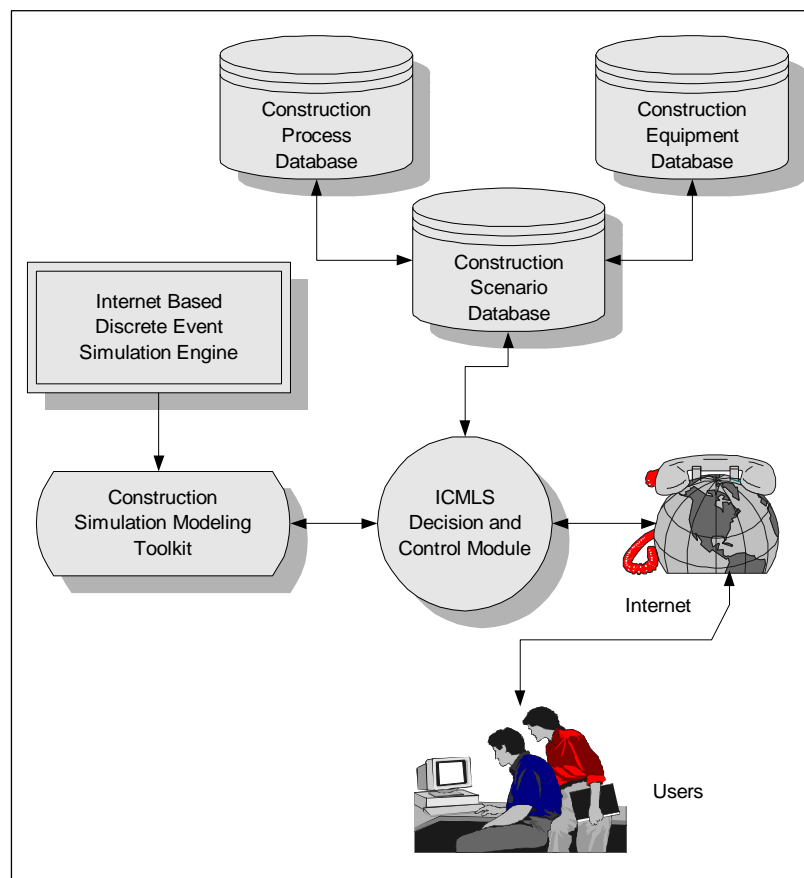 Construction
Process
Database
Construction
Equipment
Database
Construction
Scenario
Database
Internet Based
Discrete Event
Simulation Engine
Construction
Simulation Modeling
Toolkit
ICMLS
Decision and
Control Module
Internet
Users